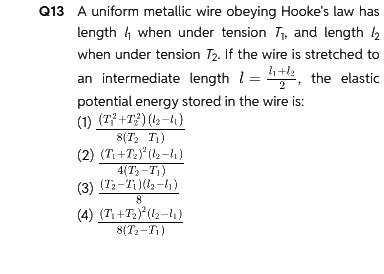 Q13 A uniform metallic wire obeying Hooke's law has
length l₁ when under tension T₁, and length l₂
when under tension T₂. If the wire is stretched to
an intermediate length l = (l₁+l₂)/2, the elastic
potential energy stored in the wire is:
(1) (T₁²+T₂²)(l₂−l₁)/8(T₂ T₁)
(2) (T₁+T₂)²(l₂−l₁)/4(T₂−T₁)
(3) (T₂−T₁)(l₂−l₁)/8
(4) (T₁+T₂)²(l₂−l₁)/8(T₂−T₁)